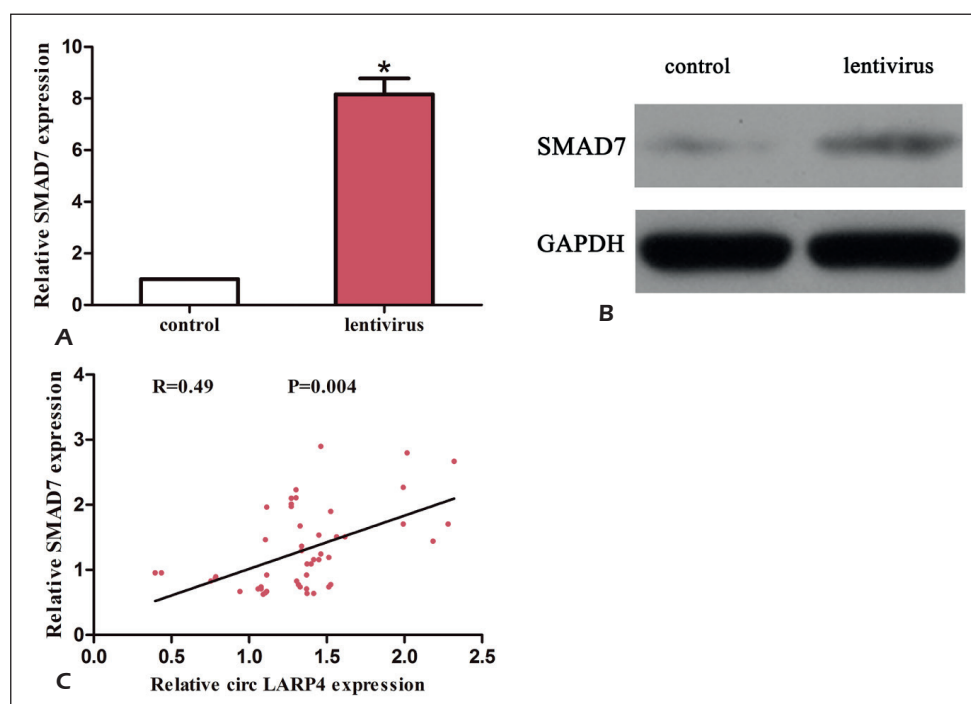 Relative SMAD7 expression
10
8
6
4
2
0
*
control
lentivirus
A
control
lentivirus
SMAD7
GAPDH
B
R=0.49
P=0.004
Relative SMAD7 expression
4
3
2
1
0
0.0
0.5
1.0
1.5
2.0
2.5
Relative circ LARP4 expression
C